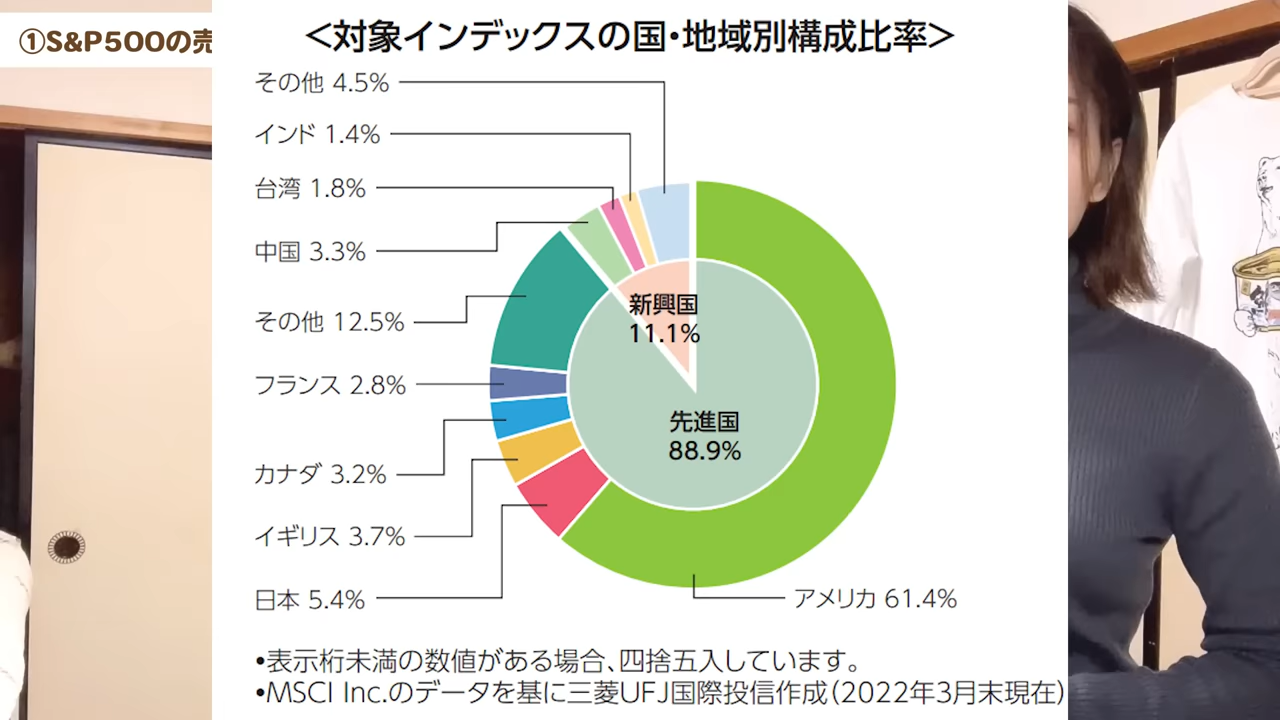 ①S&P500の売
＜対象インデックスの国・地域別構成比率＞
その他 4.5%
インド 1.4%
台湾 1.8%
中国 3.3%
その他 12.5%
フランス 2.8%
カナダ 3.2%
イギリス 3.7%
日本 5.4%
新興国
11.1%
先進国
88.9%
アメリカ 61.4%
•表示桁未満の数値がある場合、四捨五入しています。
•MSCI Inc.のデータを基に三菱UFJ国際投信作成（2022年3月末現在）